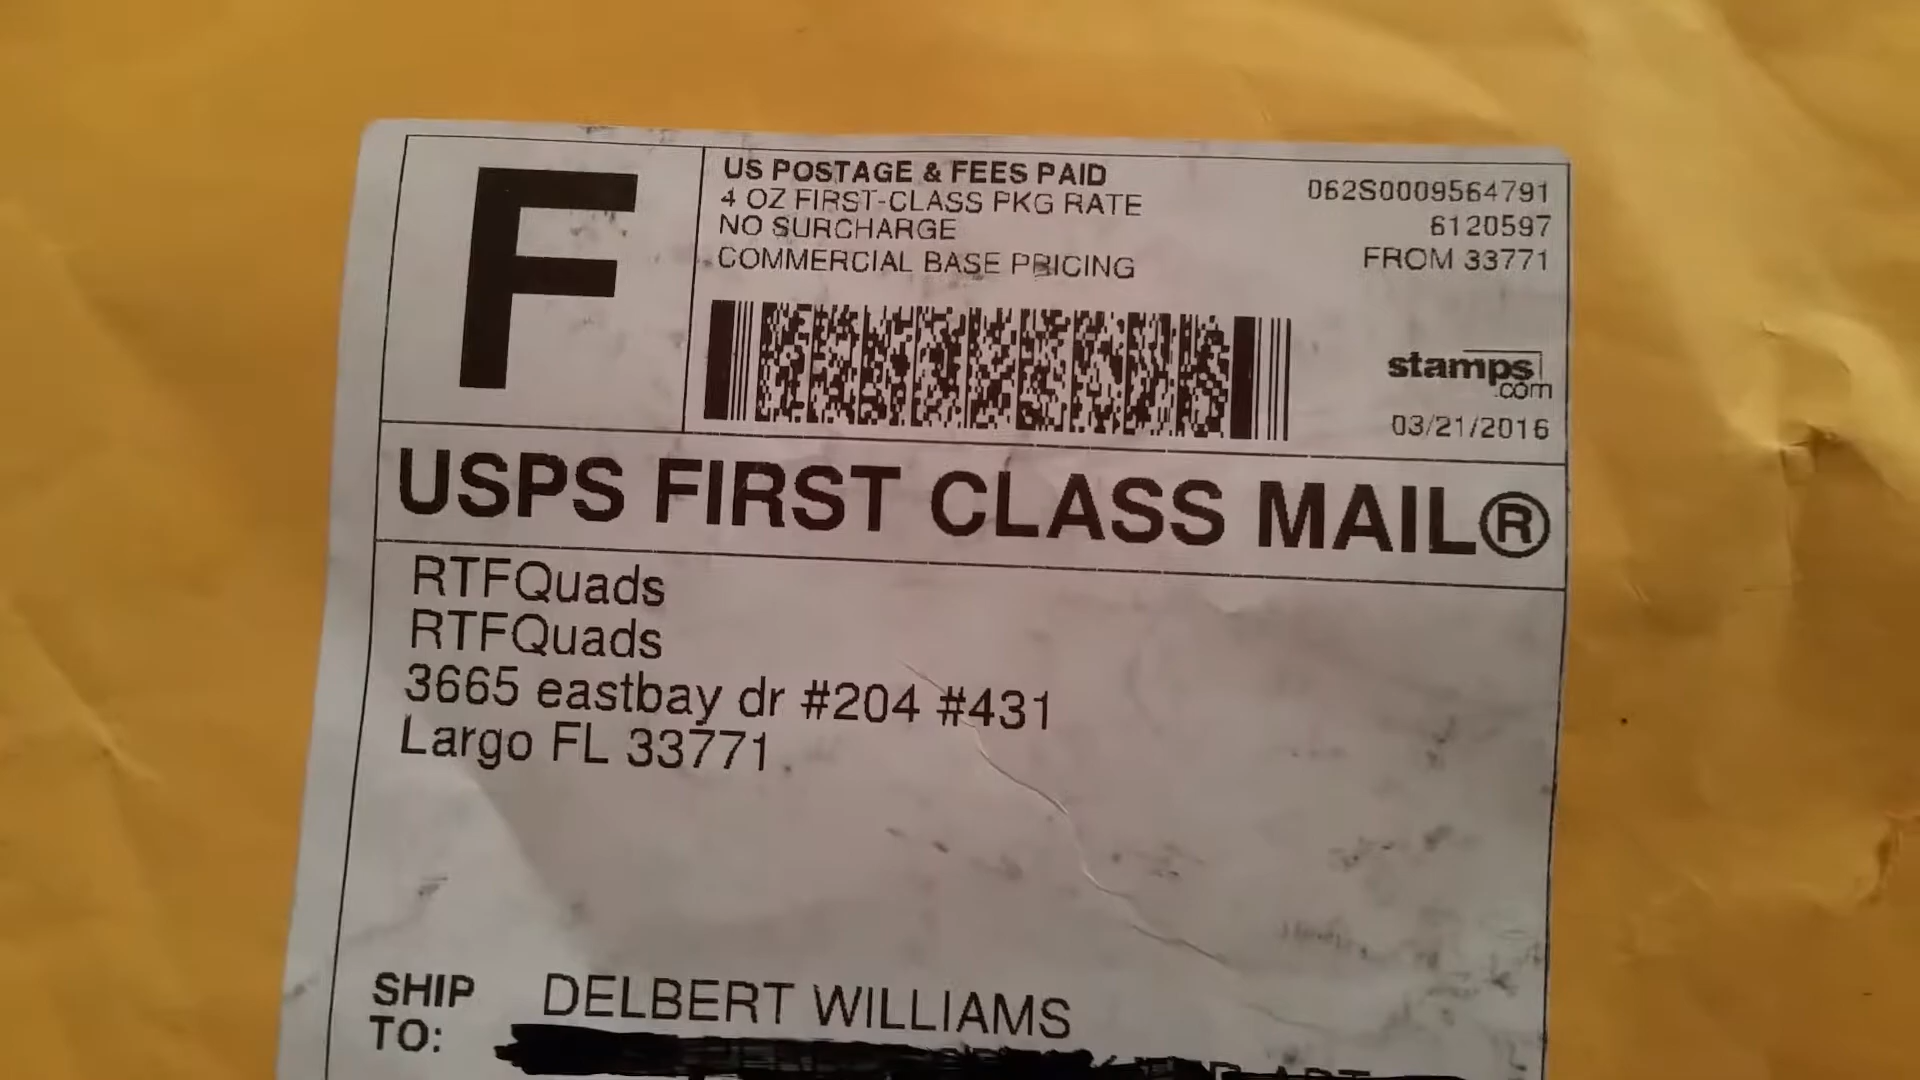 F
US POSTAGE & FEES PAID
4 OZ FIRST-CLASS PKG RATE
NO SURCHARGE
COMMERCIAL BASE PRICING
062S0009564791
6120597
FROM 33771
stamps
.com
03/21/2016
USPS FIRST CLASS MAIL®
RTFQuads
RTFQuads
3665 eastbay dr #204 #431
Largo FL 33771
SHIP TO: DELBERT WILLIAMS